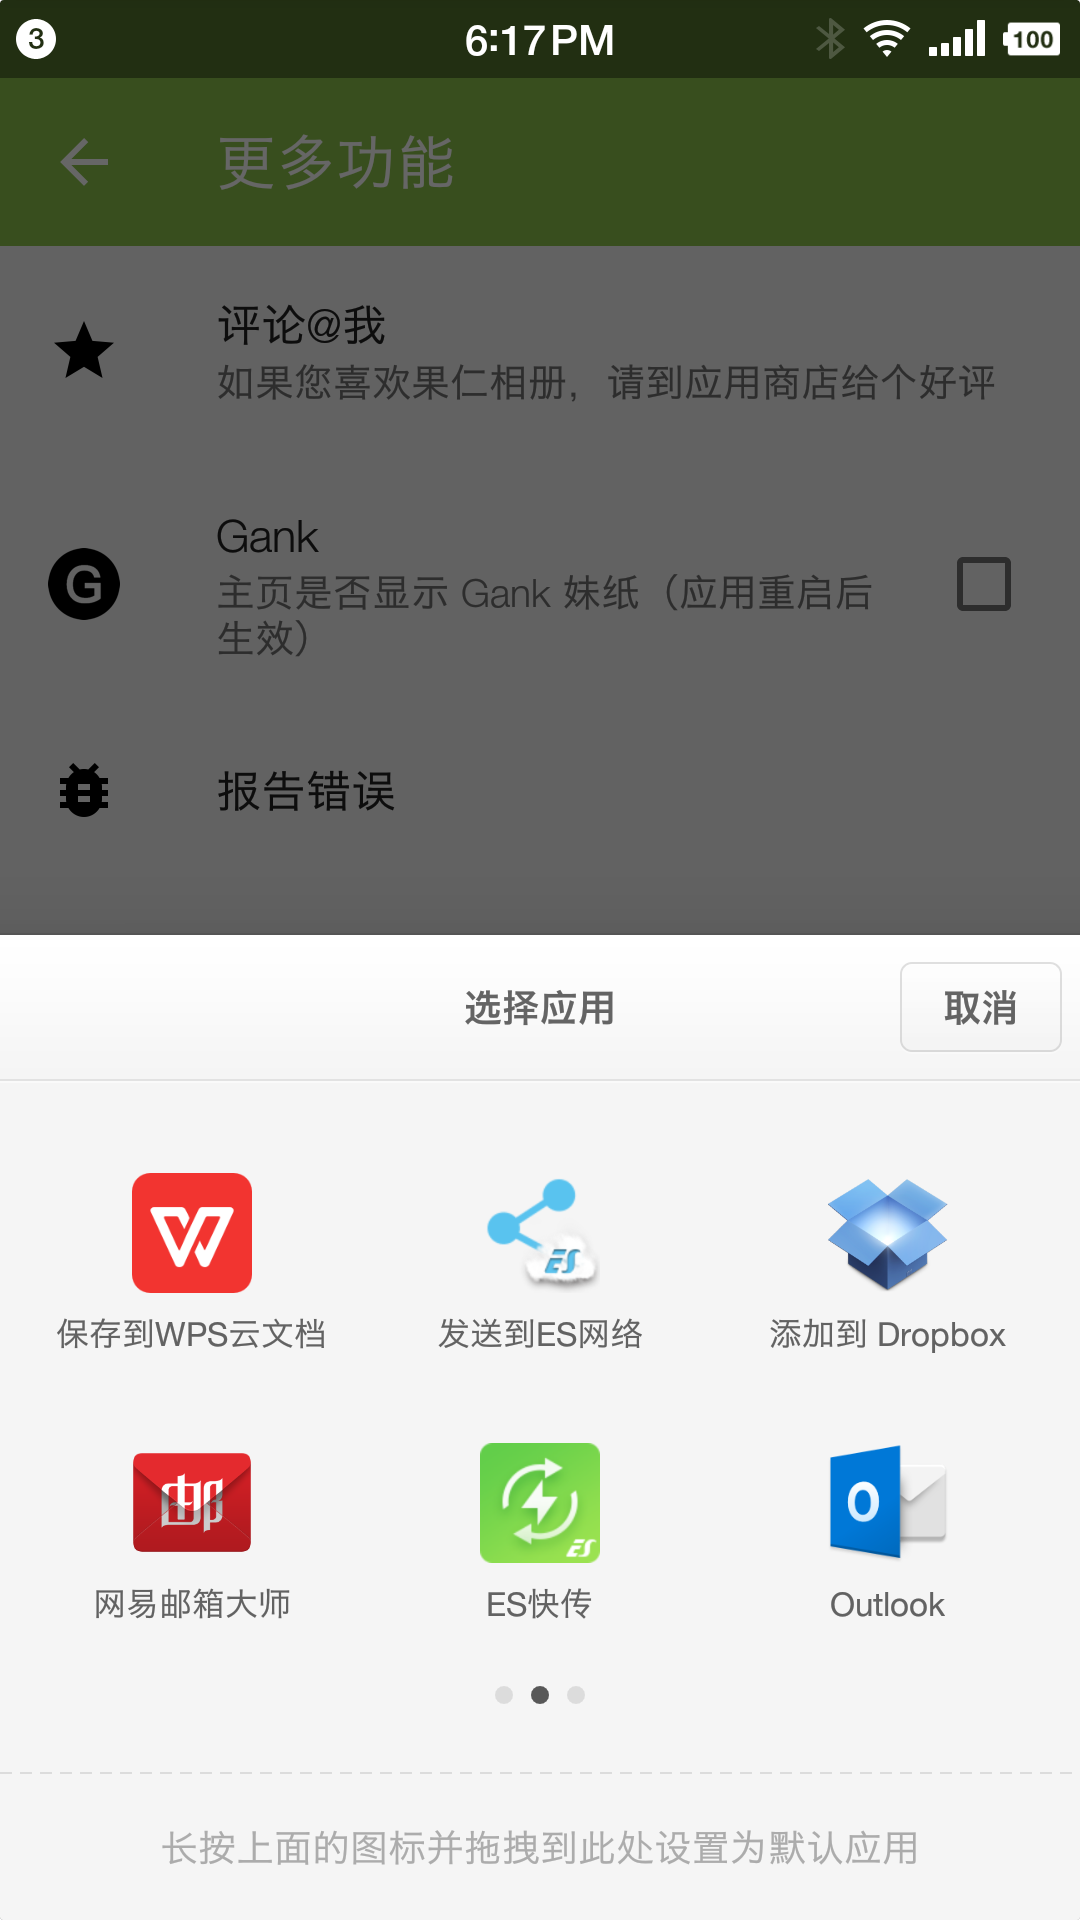 3
6:17 PM
100
更多功能
评论@我
如果您喜欢果仁相册，请到应用商店给个好评
G
Gank
主页是否显示 Gank 妹纸（应用重启后
生效）
报告错误
选择应用
取消
W
ES
保存到WPS云文档
发送到ES网络
添加到 Dropbox
邮
ES
O
网易邮箱大师
ES快传
Outlook
长按上面的图标并拖拽到此处设置为默认应用